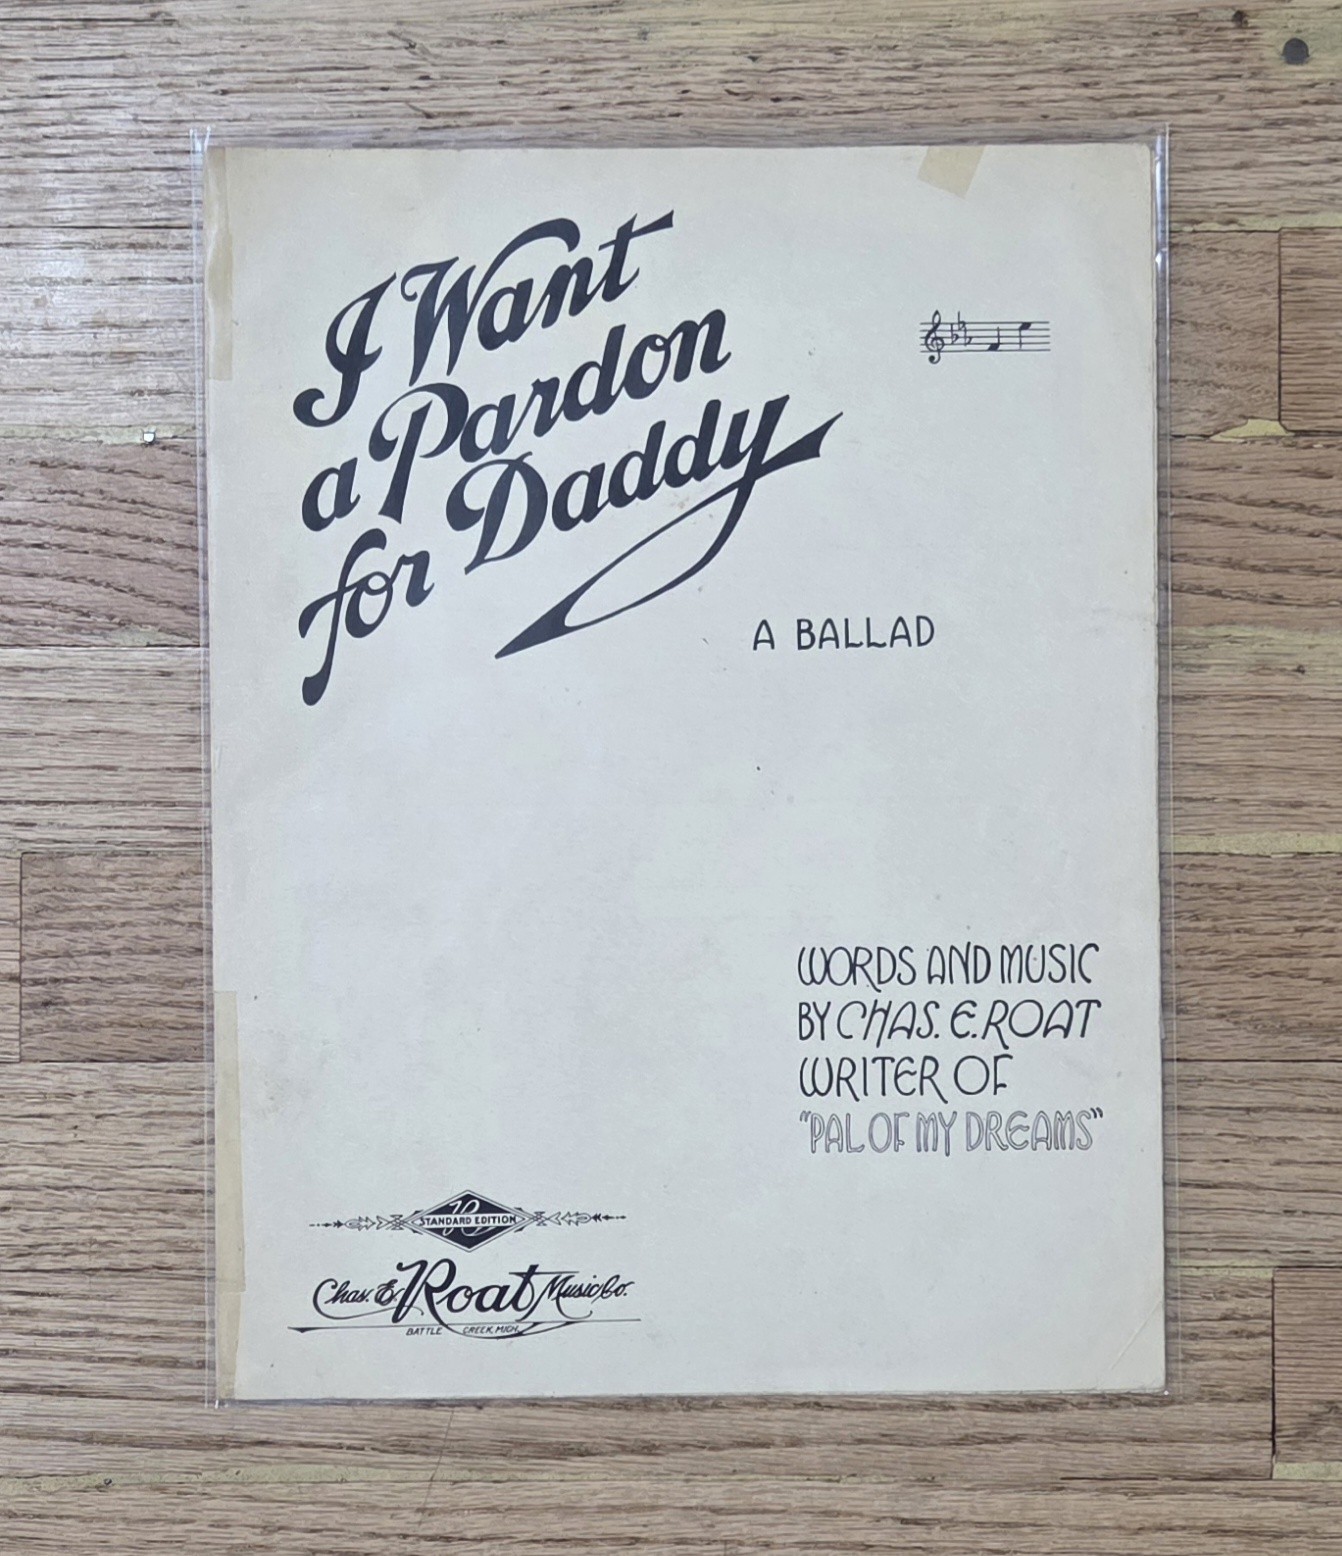 I Want
a Pardon
for Daddy
A BALLAD
WORDS AND MUSIC
BY CHAS. E. ROAT
WRITER OF
"PAL OF MY DREAMS"
R
STANDARD EDITION
Chas. E. Roat Music Co.
BATTLE CREEK, MICH.